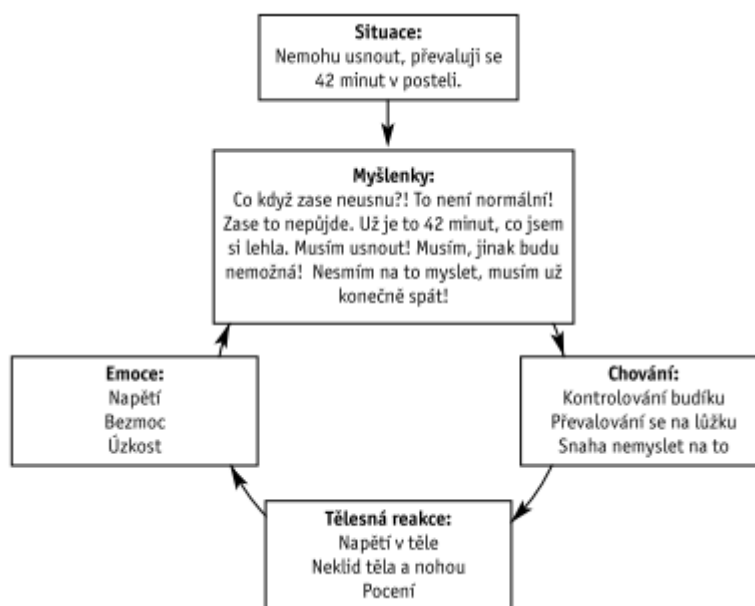 Situace:
Nemohu usnout, převaluji se
42 minut v posteli.
Myšlenky:
Co když zase neusnu?! To není normální!
Zase to nepůjde. Už je to 42 minut, co jsem
si lehla. Musím usnout! Musím, jinak budu
nemožná! Nesmím na to myslet, musím už
konečně spát!
Emoce:
Napětí
Bezmoc
Úzkost
Chování:
Kontrolování budíku
Převalování se na lůžku
Snaha nemyslet na to
Tělesná reakce:
Napětí v těle
Neklid těla a nohou
Pocení